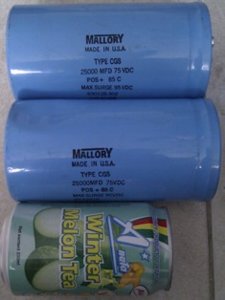 MALLORY
MADE IN U.S.A.
TYPE CGS
25000 MFD 75 VDC
POS+ 85 C
MAX.SURGE 95 VDC
MALLORY
MADE IN U.S.A.
TYPE CGS
25000MFD 75VDC
POS+ 85 C
Winter
Melon Tea